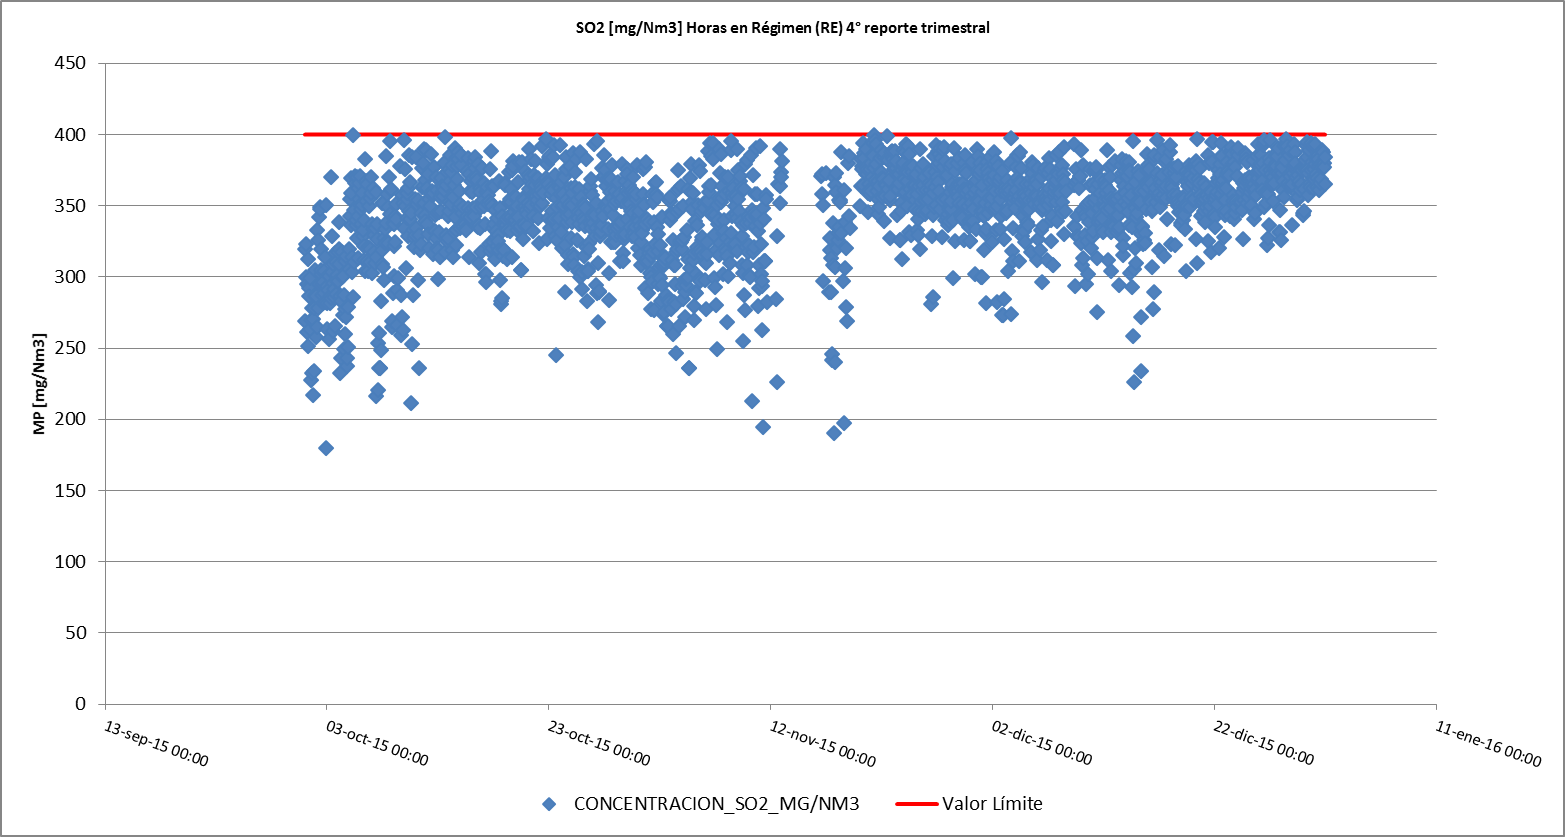 SO2 [mg/Nm3] Horas en Régimen (RE) 4° reporte trimestral
MP [mg/Nm3]
450
400
350
300
250
200
150
100
50
0
13-sep-15 00:00
03-oct-15 00:00
23-oct-15 00:00
12-nov-15 00:00
02-dic-15 00:00
22-dic-15 00:00
11-ene-16 00:00
CONCENTRACION_SO2_MG/NM3
Valor Límite